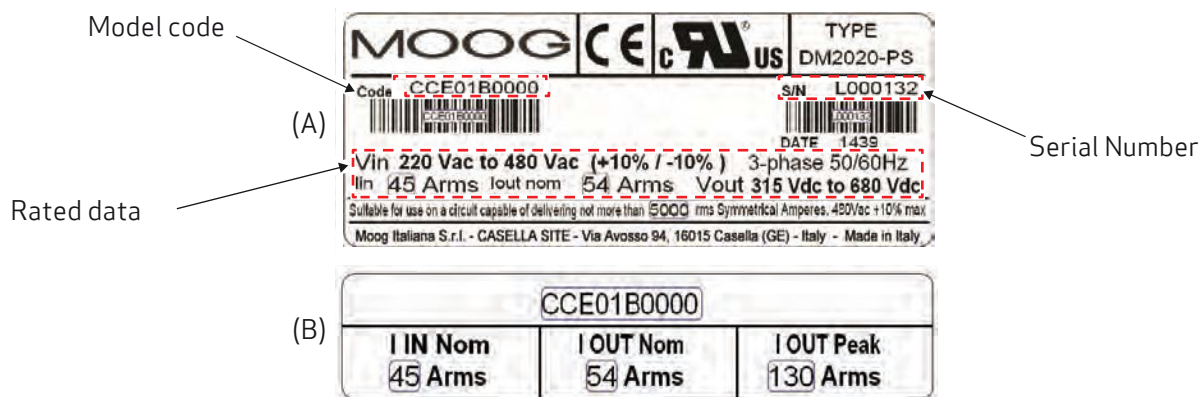 Model code
MOOG CE c RU US
TYPE
DM2020-PS
Code CCE01B0000
S/N L000132
CCE01B0000
L000132
(A)
DATE 1439
Serial Number
Vin 220 Vac to 480 Vac (+10% / -10% ) 3-phase 50/60Hz
Iin 45 Arms Iout nom 54 Arms Vout 315 Vdc to 680 Vdc
Rated data
Suitable for use on a circuit capable of delivering not more than 5000 rms Symmetrical Amperes, 480Vac +10% max
Moog Italiana S.r.l. - CASELLA SITE - Via Avosso 94, 16015 Casella (GE) - Italy - Made in Italy
CCE01B0000
(B)
I IN Nom I OUT Nom I OUT Peak
45 Arms 54 Arms 130 Arms